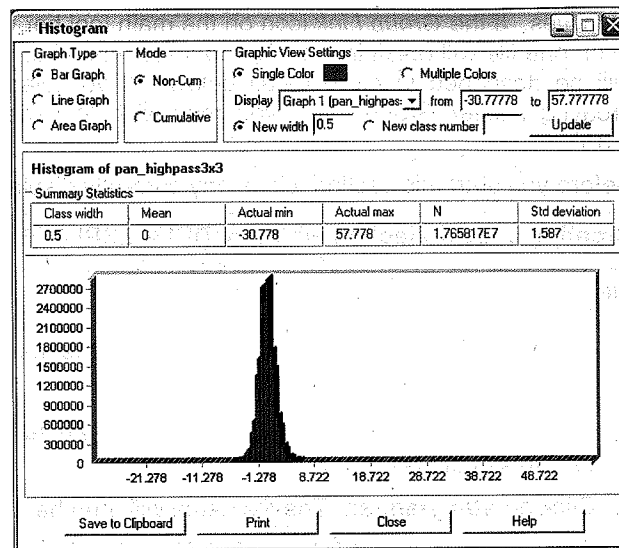 Histogram
Graph Type
Bar Graph
Line Graph
Area Graph
Mode
Non-Cum
Cumulative
Graphic View Settings
Single Color
Multiple Colors
Display Graph 1 (pan_highpas: from -30.77778 to 57.777778
New width 0.5 New class number Update
Histogram of pan_highpass3x3
Summary Statistics
Class width Mean Actual min Actual max N Std deviation
0.5 0 -30.778 57.778 1.765817E7 1.587
2700000
2400000
2100000
1800000
1500000
1200000
900000
600000
300000
0
-21.278 -11.278 -1.278 8.722 18.722 28.722 38.722 48.722
Save to Clipboard Print Close Help